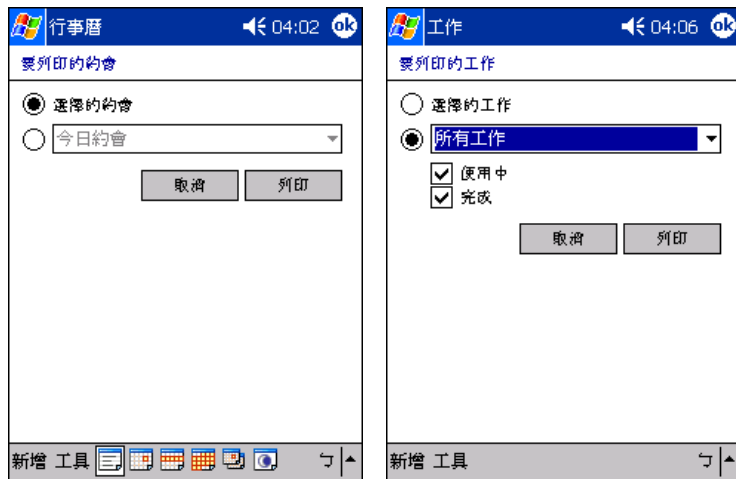 行事曆 04:02 ok
要列印的約會
選擇的約會
今日約會
取消 列印
新增 工具 ㄅ
工作 04:06 ok
要列印的工作
選擇的工作
所有工作
使用中
完成
取消 列印
新增 工具 ㄅ